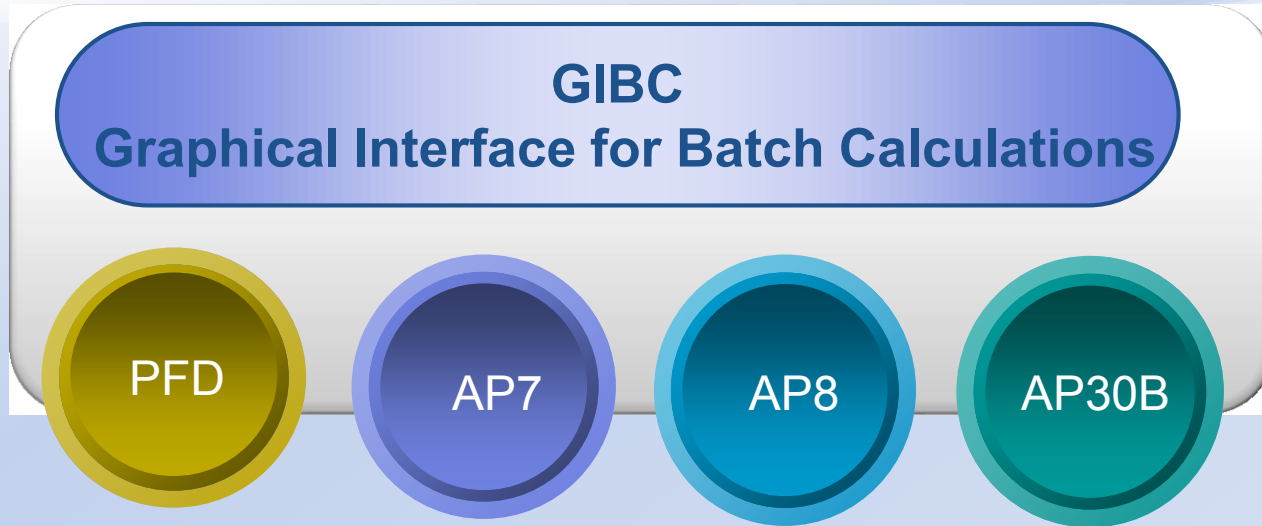 GIBC
Graphical Interface for Batch Calculations
PFD
AP7
AP8
AP30B